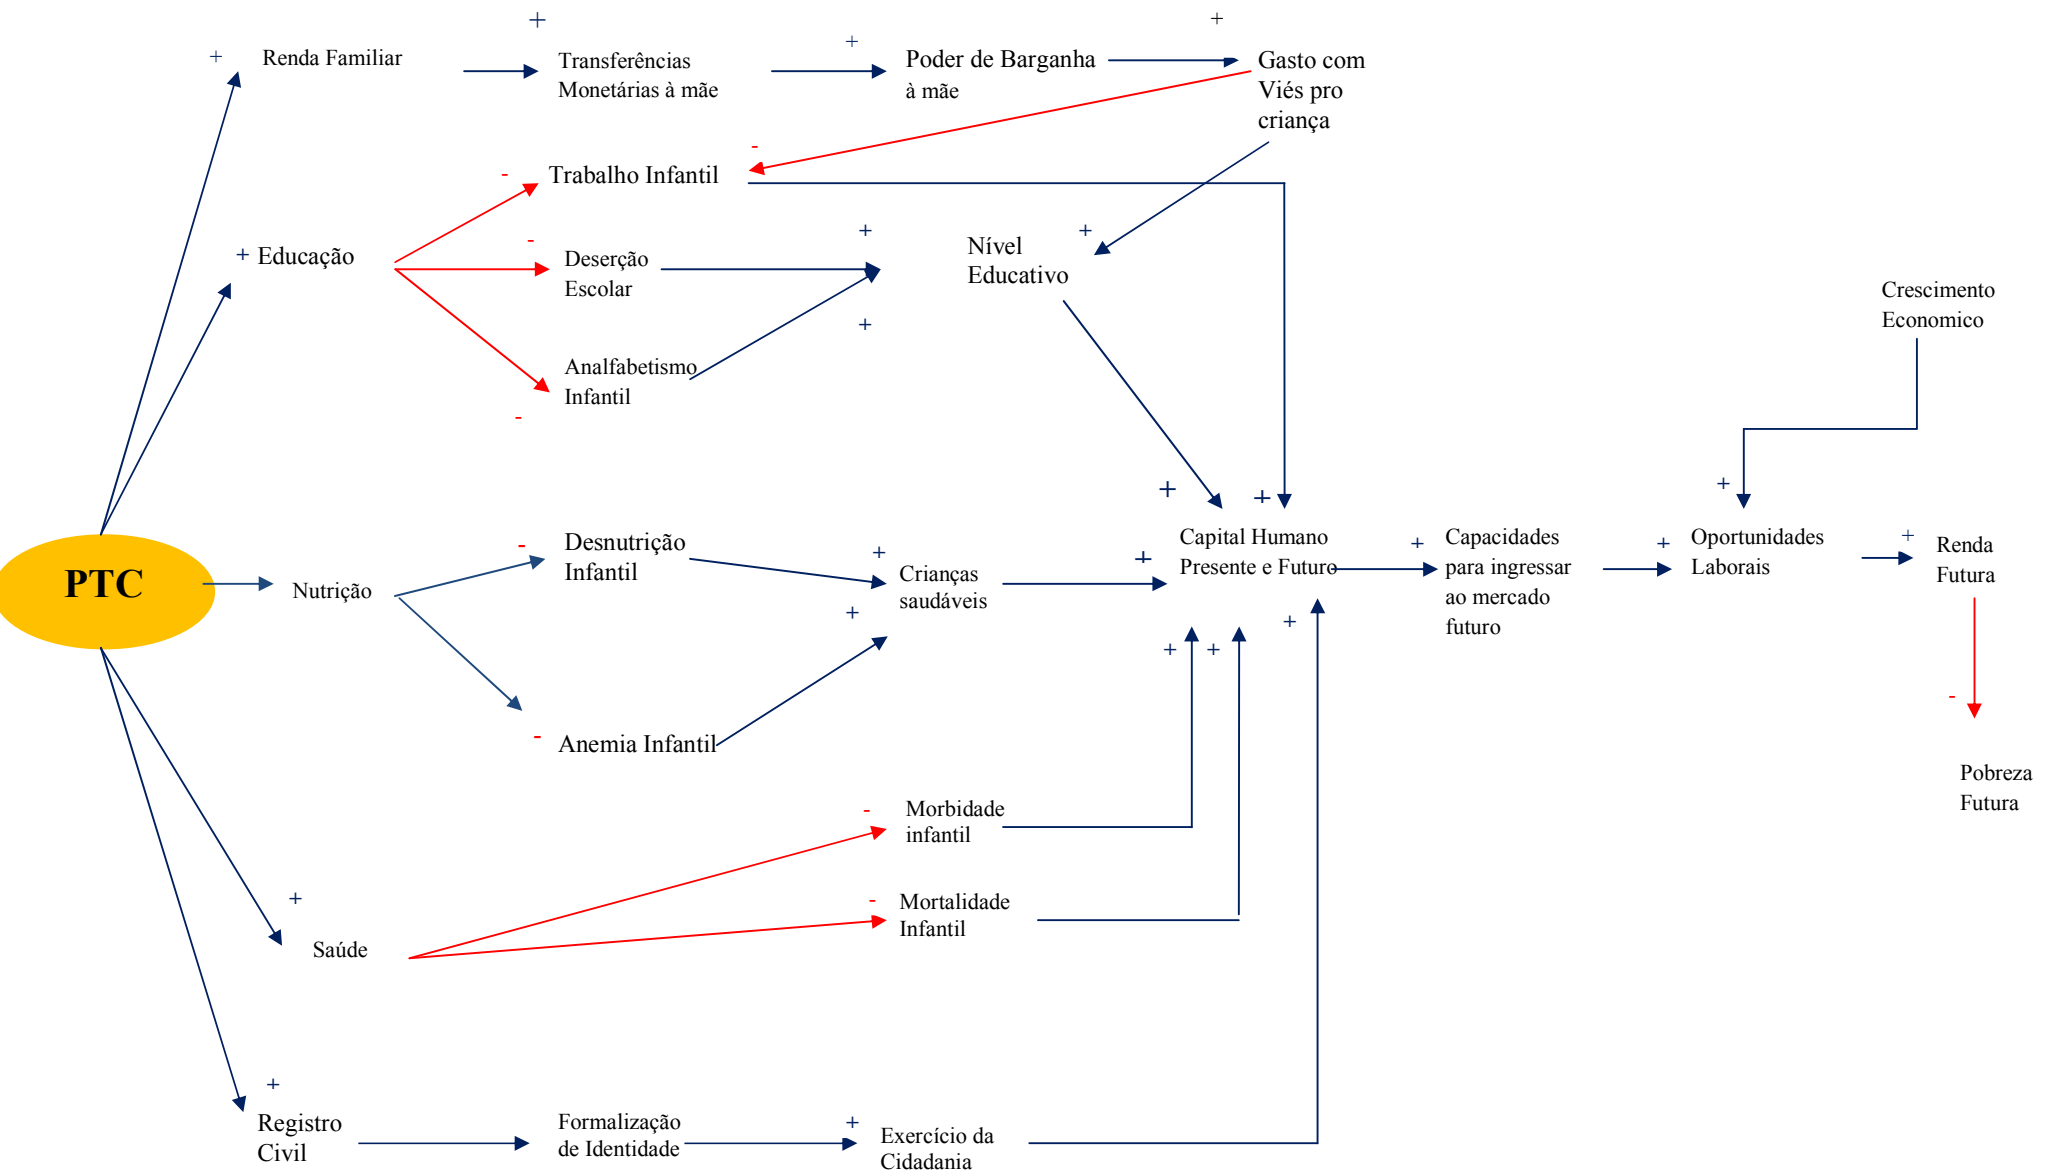 +
+
+
+
Renda Familiar
Transferências
Monetárias à mãe
Poder de Barganha
à mãe
Gasto com
Viés pro
criança
-
-
Trabalho Infantil
+ Educação
-
Deserção
Escolar
+
Nível
Educativo
+
+
Analfabetismo
Infantil
-
Crescimento
Economico
+
+
+
PTC
Nutrição
-
Desnutrição
Infantil
+
Crianças
saudáveis
+
+
Capital Humano
Presente e Futuro
+
Capacidades
para ingressar
ao mercado
futuro
+
Oportunidades
Laborais
+
Renda
Futura
+
+
+
-
- Anemia Infantil
Pobreza
Futura
-
Morbidade
infantil
-
Mortalidade
Infantil
+
Saúde
+
Registro
Civil
Formalização
de Identidade
+
Exercício da
Cidadania